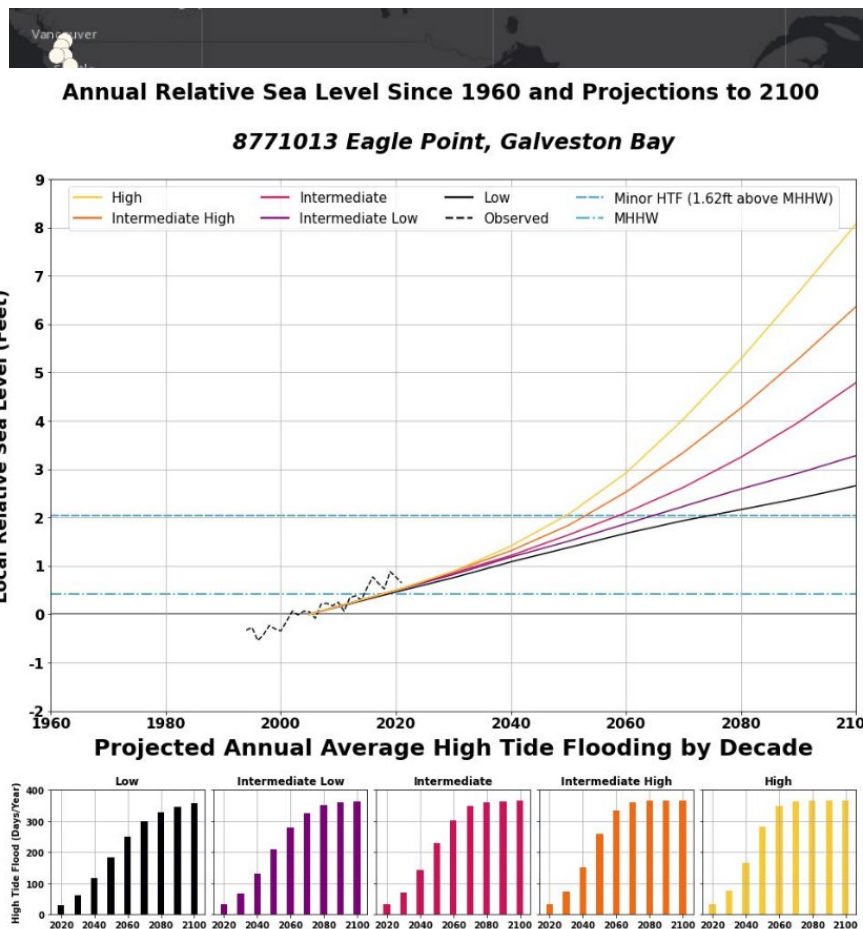 Vancouver
Annual Relative Sea Level Since 1960 and Projections to 2100
8771013 Eagle Point, Galveston Bay
Local Relative Sea Level (Feet)
9
8
7
6
5
4
3
2
1
0
-1
-2
High
Intermediate High
Intermediate
Intermediate Low
Low
Observed
Minor HTF (1.62ft above MHHW)
MHHW
1960 1980 2000 2020 2040 2060 2080 210
Projected Annual Average High Tide Flooding by Decade
Low Intermediate Low Intermediate Intermediate High High
High Tide Flood (Days/Year)
400
300
200
100
0
2020 2040 2060 2080 2100 2020 2040 2060 2080 2100 2020 2040 2060 2080 2100 2020 2040 2060 2080 2100 2020 2040 2060 2080 2100